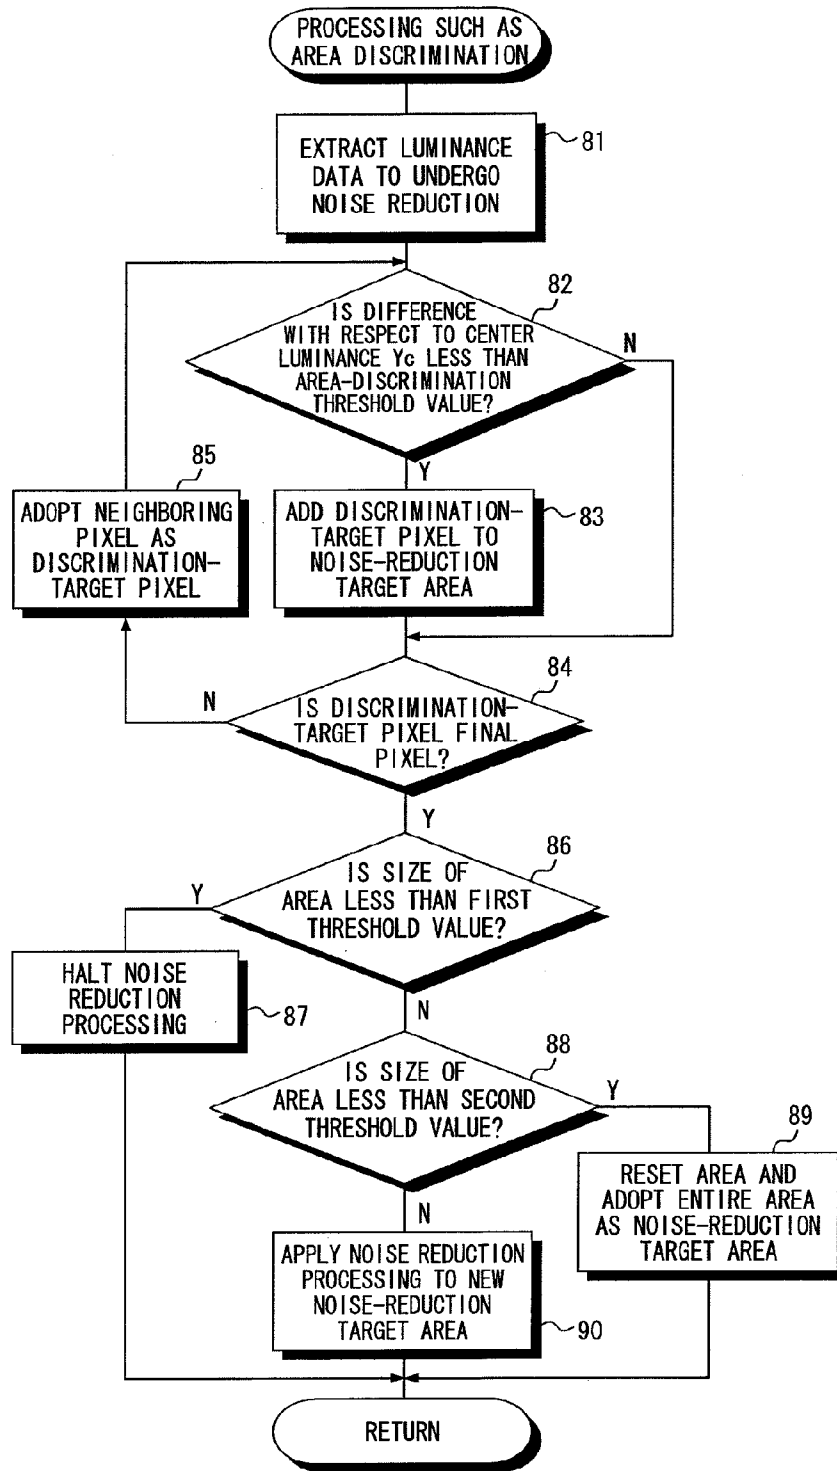 PROCESSING SUCH AS
AREA DISCRIMINATION
EXTRACT LUMINANCE
DATA TO UNDERGO
NOISE REDUCTION
81
IS DIFFERENCE
WITH RESPECT TO CENTER
LUMINANCE Yc LESS THAN
AREA-DISCRIMINATION
THRESHOLD VALUE?
82
N
Y
85
ADOPT NEIGHBORING
PIXEL AS
DISCRIMINATION-
TARGET PIXEL
ADD DISCRIMINATION-
TARGET PIXEL TO
NOISE-REDUCTION
TARGET AREA
83
84
N
IS DISCRIMINATION-
TARGET PIXEL FINAL
PIXEL?
Y
86
Y
IS SIZE OF
AREA LESS THAN FIRST
THRESHOLD VALUE?
HALT NOISE
REDUCTION
PROCESSING
87
N
88
IS SIZE OF
AREA LESS THAN SECOND
THRESHOLD VALUE?
Y
89
RESET AREA AND
ADOPT ENTIRE AREA
AS NOISE-REDUCTION
TARGET AREA
N
APPLY NOISE REDUCTION
PROCESSING TO NEW
NOISE-REDUCTION
TARGET AREA
90
RETURN